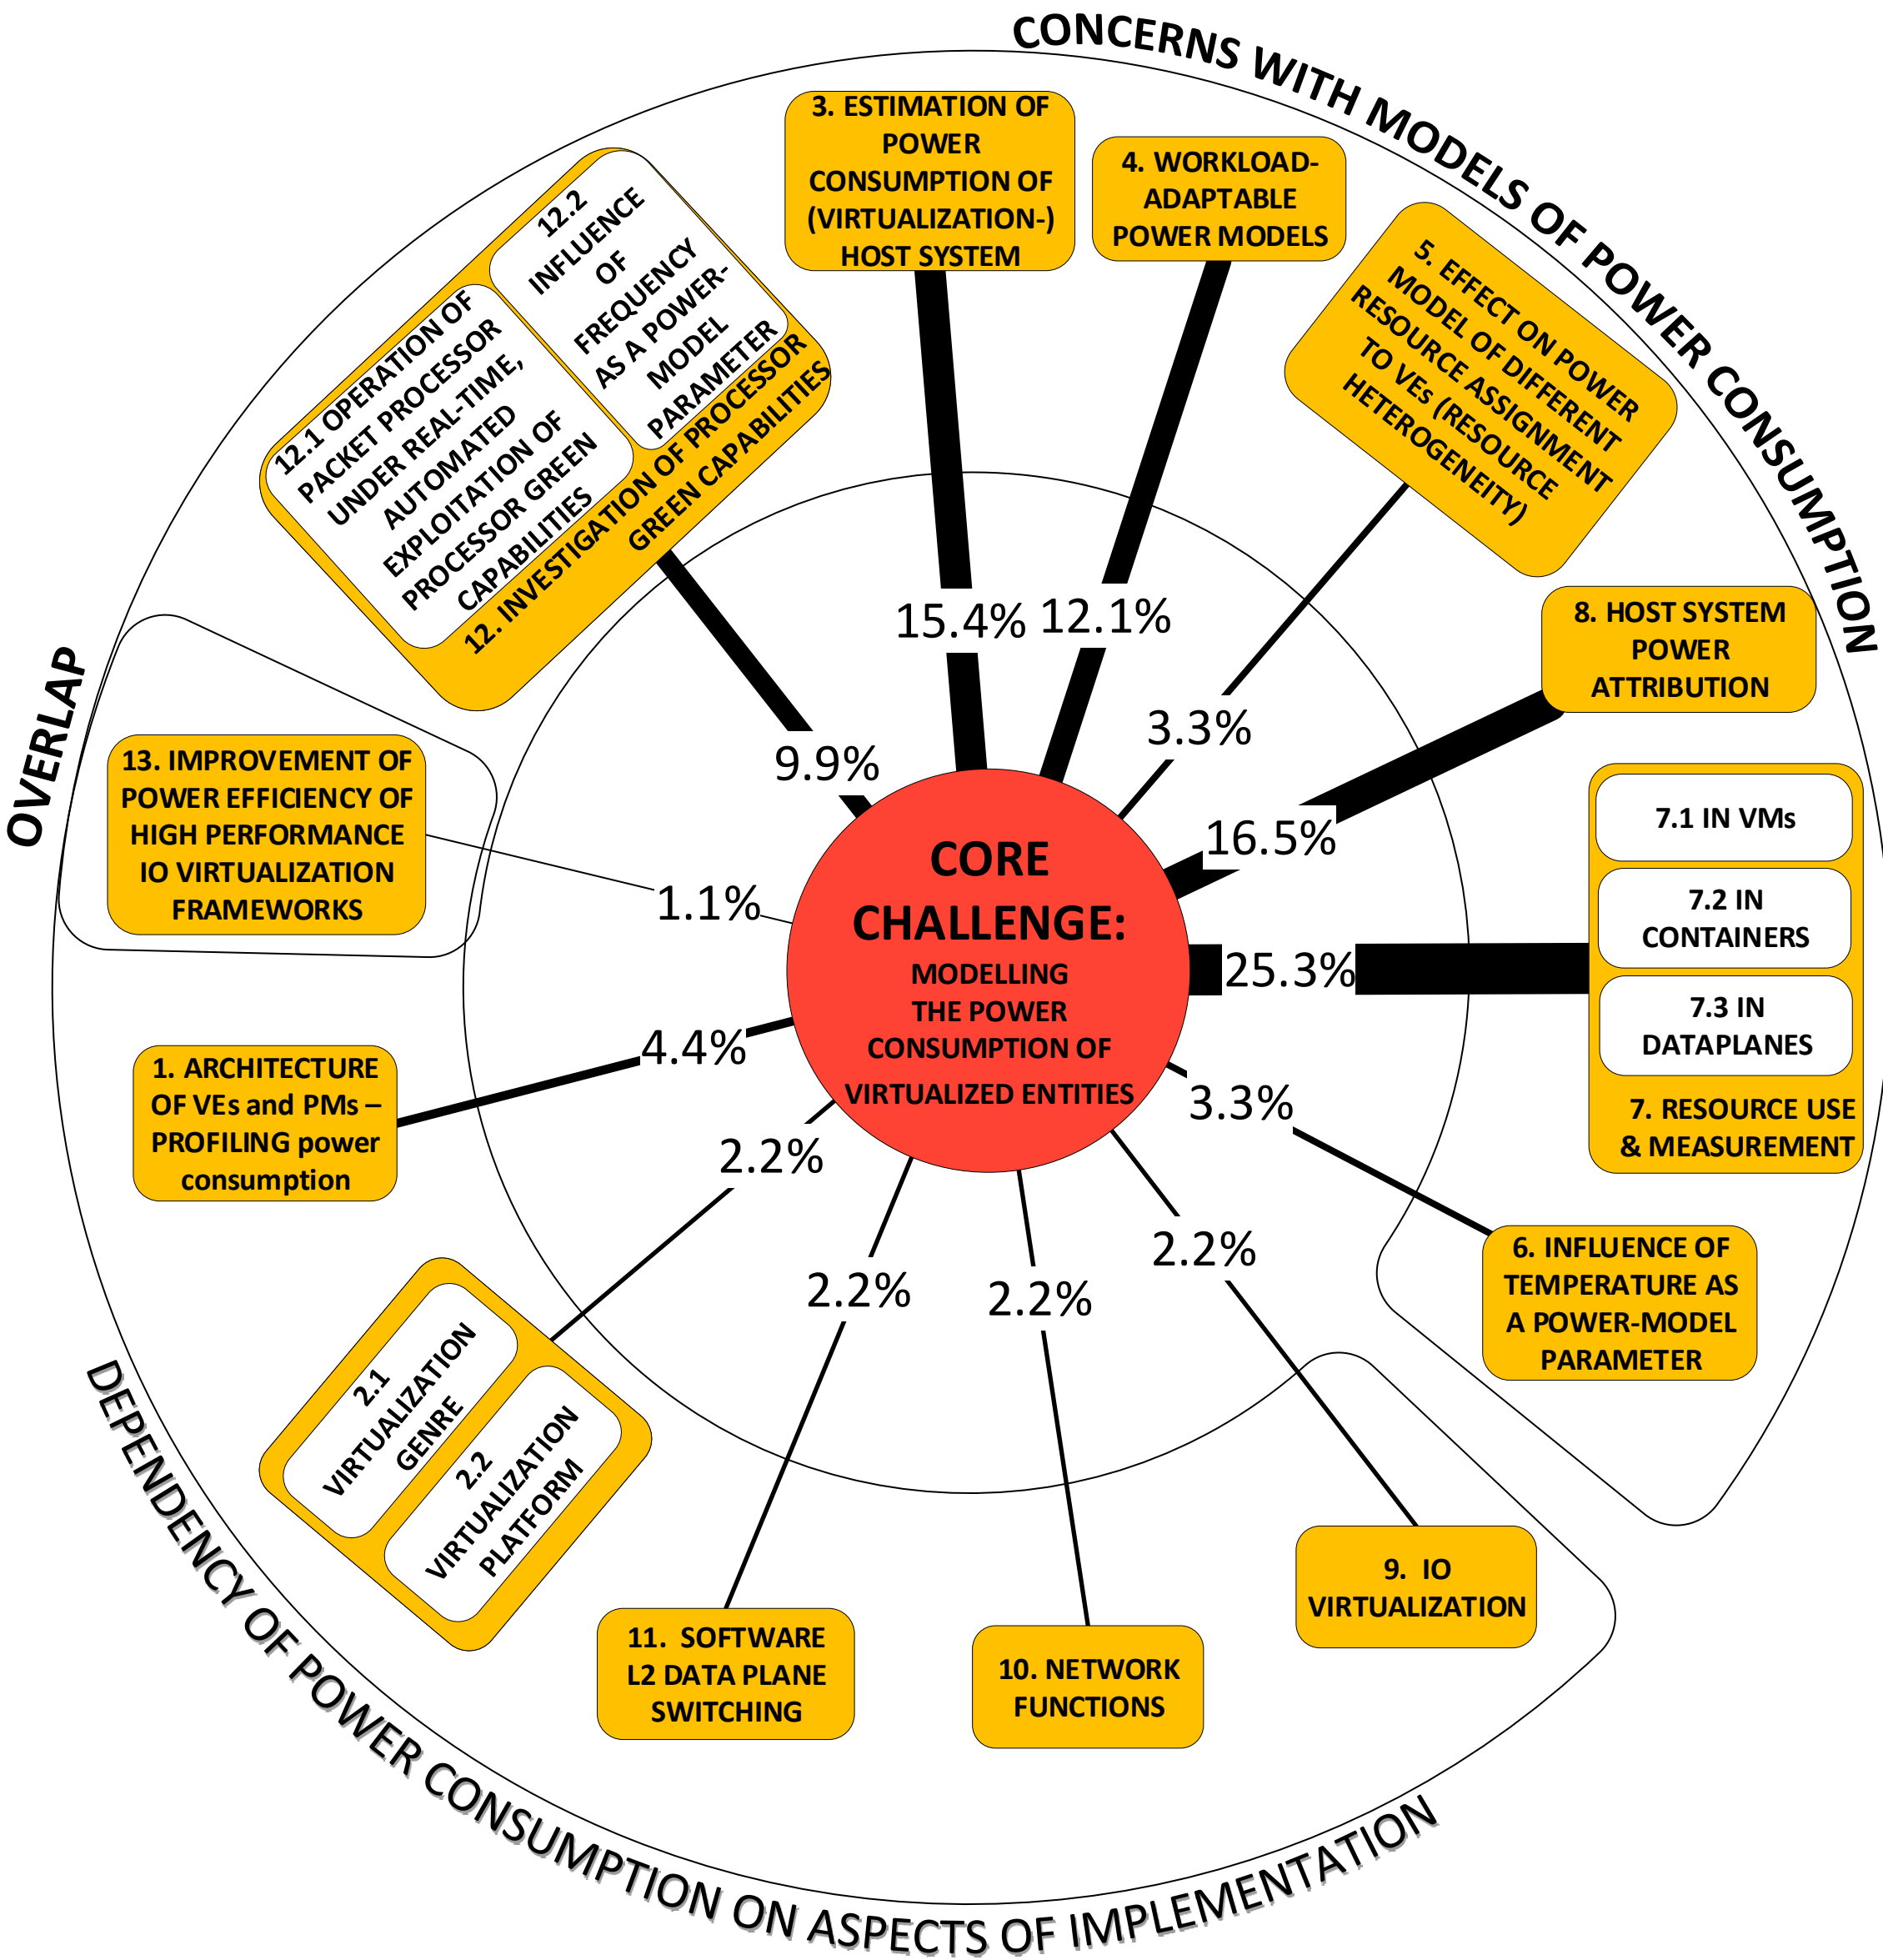 CONCERNS WITH MODELS OF POWER CONSUMPTION
3. ESTIMATION OF
POWER
CONSUMPTION OF
(VIRTUALIZATION-)
HOST SYSTEM
4. WORKLOAD-
ADAPTABLE
POWER MODELS
5. EFFECT ON POWER
MODEL OF DIFFERENT
RESOURCE ASSIGNMENT
TO VEs (RESOURCE
HETEROGENEITY)
8. HOST SYSTEM
POWER
ATTRIBUTION
7.1 IN VMs
7.2 IN
CONTAINERS
7.3 IN
DATAPLANES
7. RESOURCE USE
& MEASUREMENT
6. INFLUENCE OF
TEMPERATURE AS
A POWER-MODEL
PARAMETER
12.2
INFLUENCE
OF
FREQUENCY
AS A POWER-
MODEL
PARAMETER
12.1 OPERATION OF
PACKET PROCESSOR
UNDER REAL-TIME,
AUTOMATED
EXPLOITATION OF
PROCESSOR GREEN
CAPABILITIES
12. INVESTIGATION OF PROCESSOR
GREEN CAPABILITIES
OVERLAP
13. IMPROVEMENT OF
POWER EFFICIENCY OF
HIGH PERFORMANCE
IO VIRTUALIZATION
FRAMEWORKS
15.4%
12.1%
3.3%
9.9%
16.5%
1.1%
25.3%
4.4%
3.3%
2.2%
2.2%
2.2%
2.2%
CORE
CHALLENGE:
MODELLING
THE POWER
CONSUMPTION OF
VIRTUALIZED ENTITIES
1. ARCHITECTURE
OF VEs and PMs –
PROFILING power
consumption
2.1
VIRTUALIZATION
GENRE
2.2
VIRTUALIZATION
PLATFORM
11. SOFTWARE
L2 DATA PLANE
SWITCHING
10. NETWORK
FUNCTIONS
9. IO
VIRTUALIZATION
DEPENDENCY OF POWER CONSUMPTION ON ASPECTS OF IMPLEMENTATION